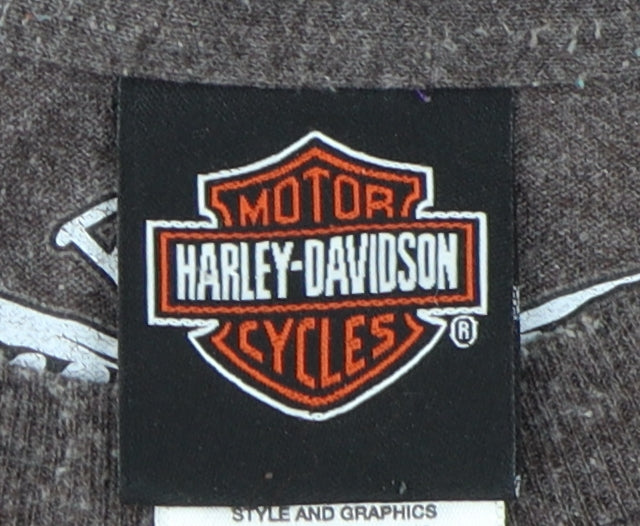 MOTOR
HARLEY-DAVIDSON
CYCLES
®
STYLE AND GRAPHICS